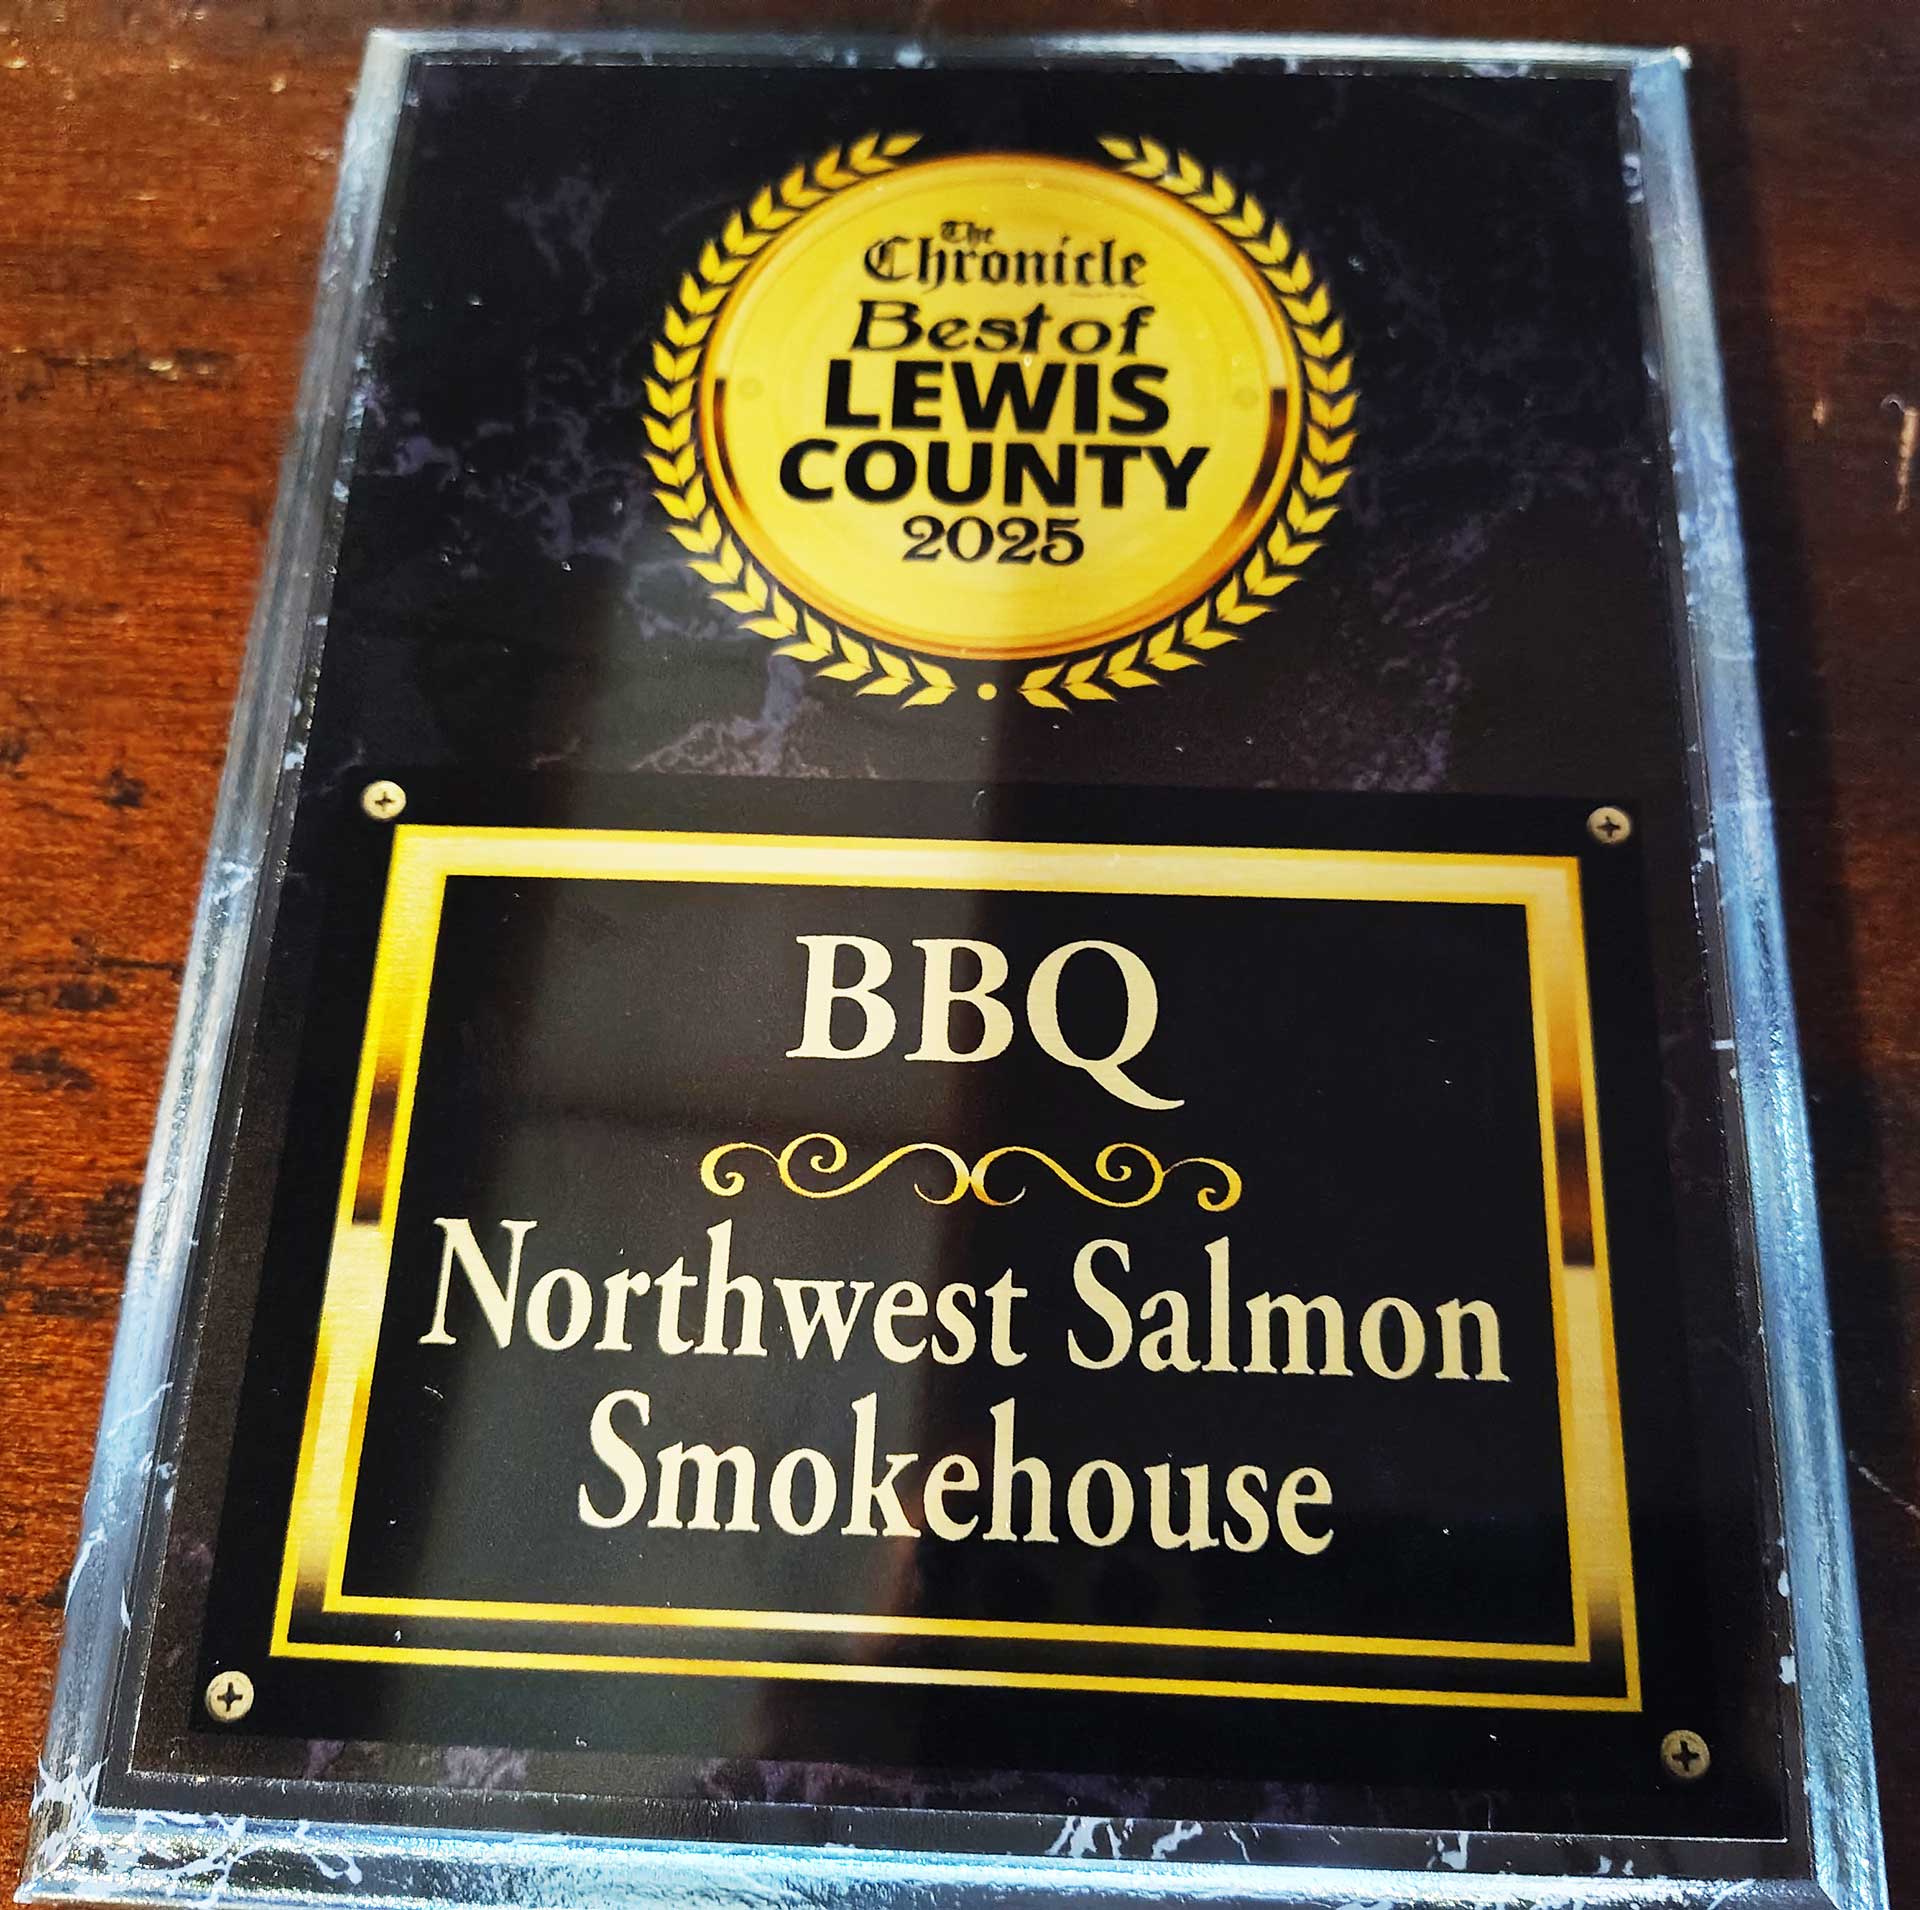 The
Chronicle
Best of
LEWIS
COUNTY
2025
BBQ
Northwest Salmon
Smokehouse